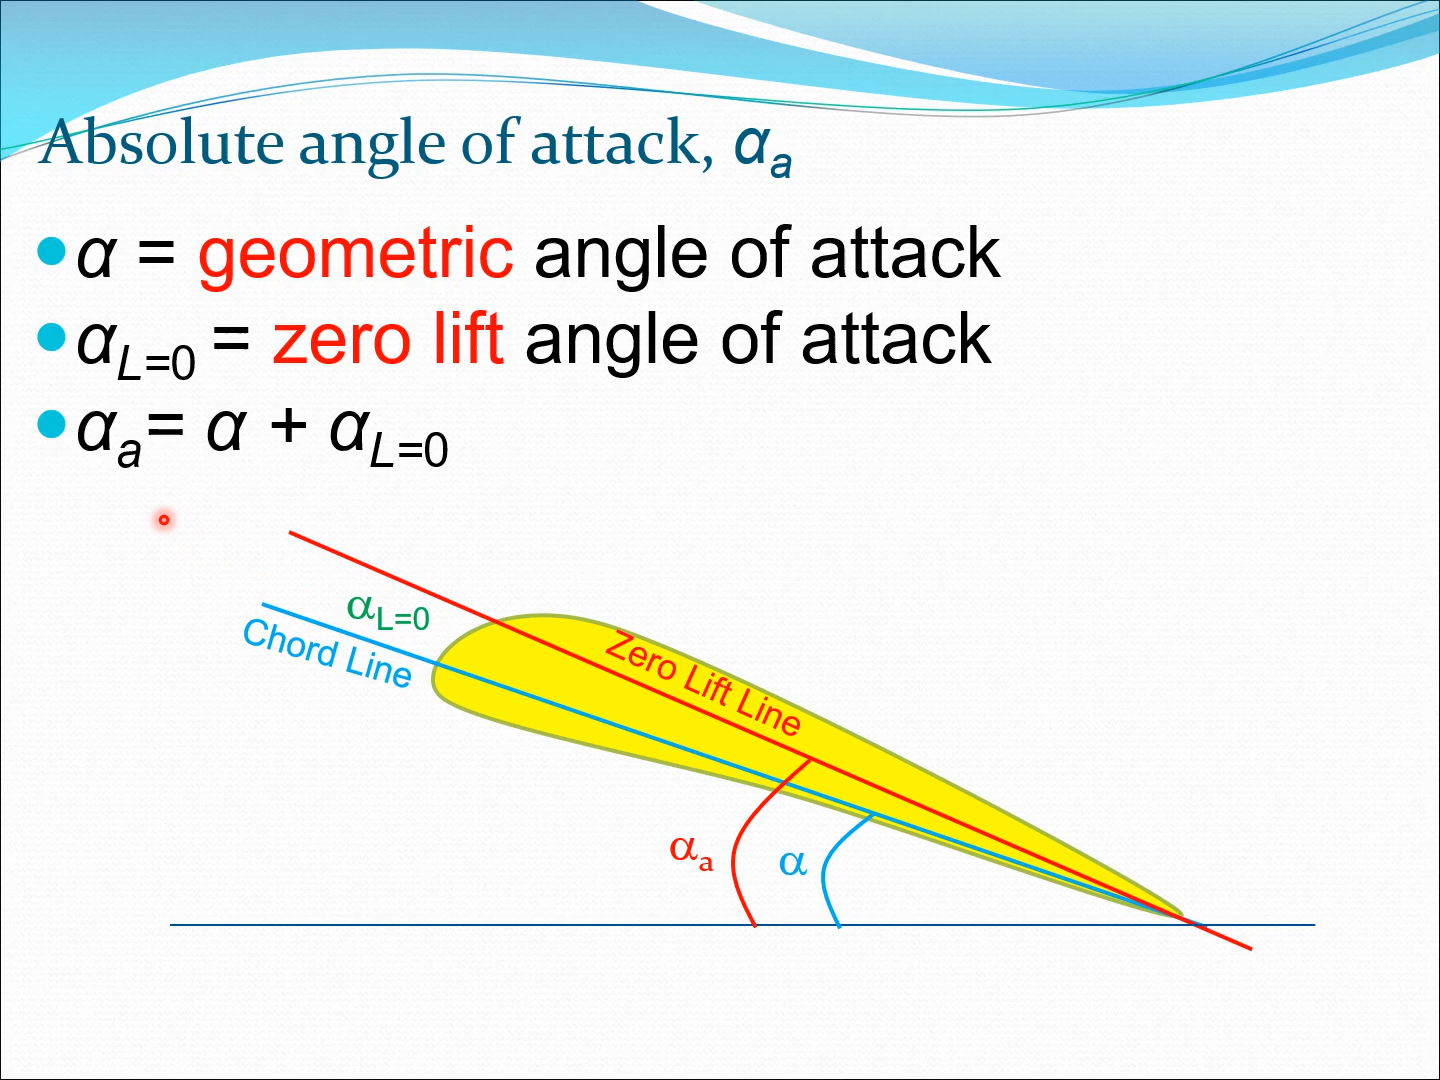 Absolute angle of attack, αa
α = geometric angle of attack
αL=0 = zero lift angle of attack
αa= α + αL=0
αL=0
Chord Line
Zero Lift Line
αa
α